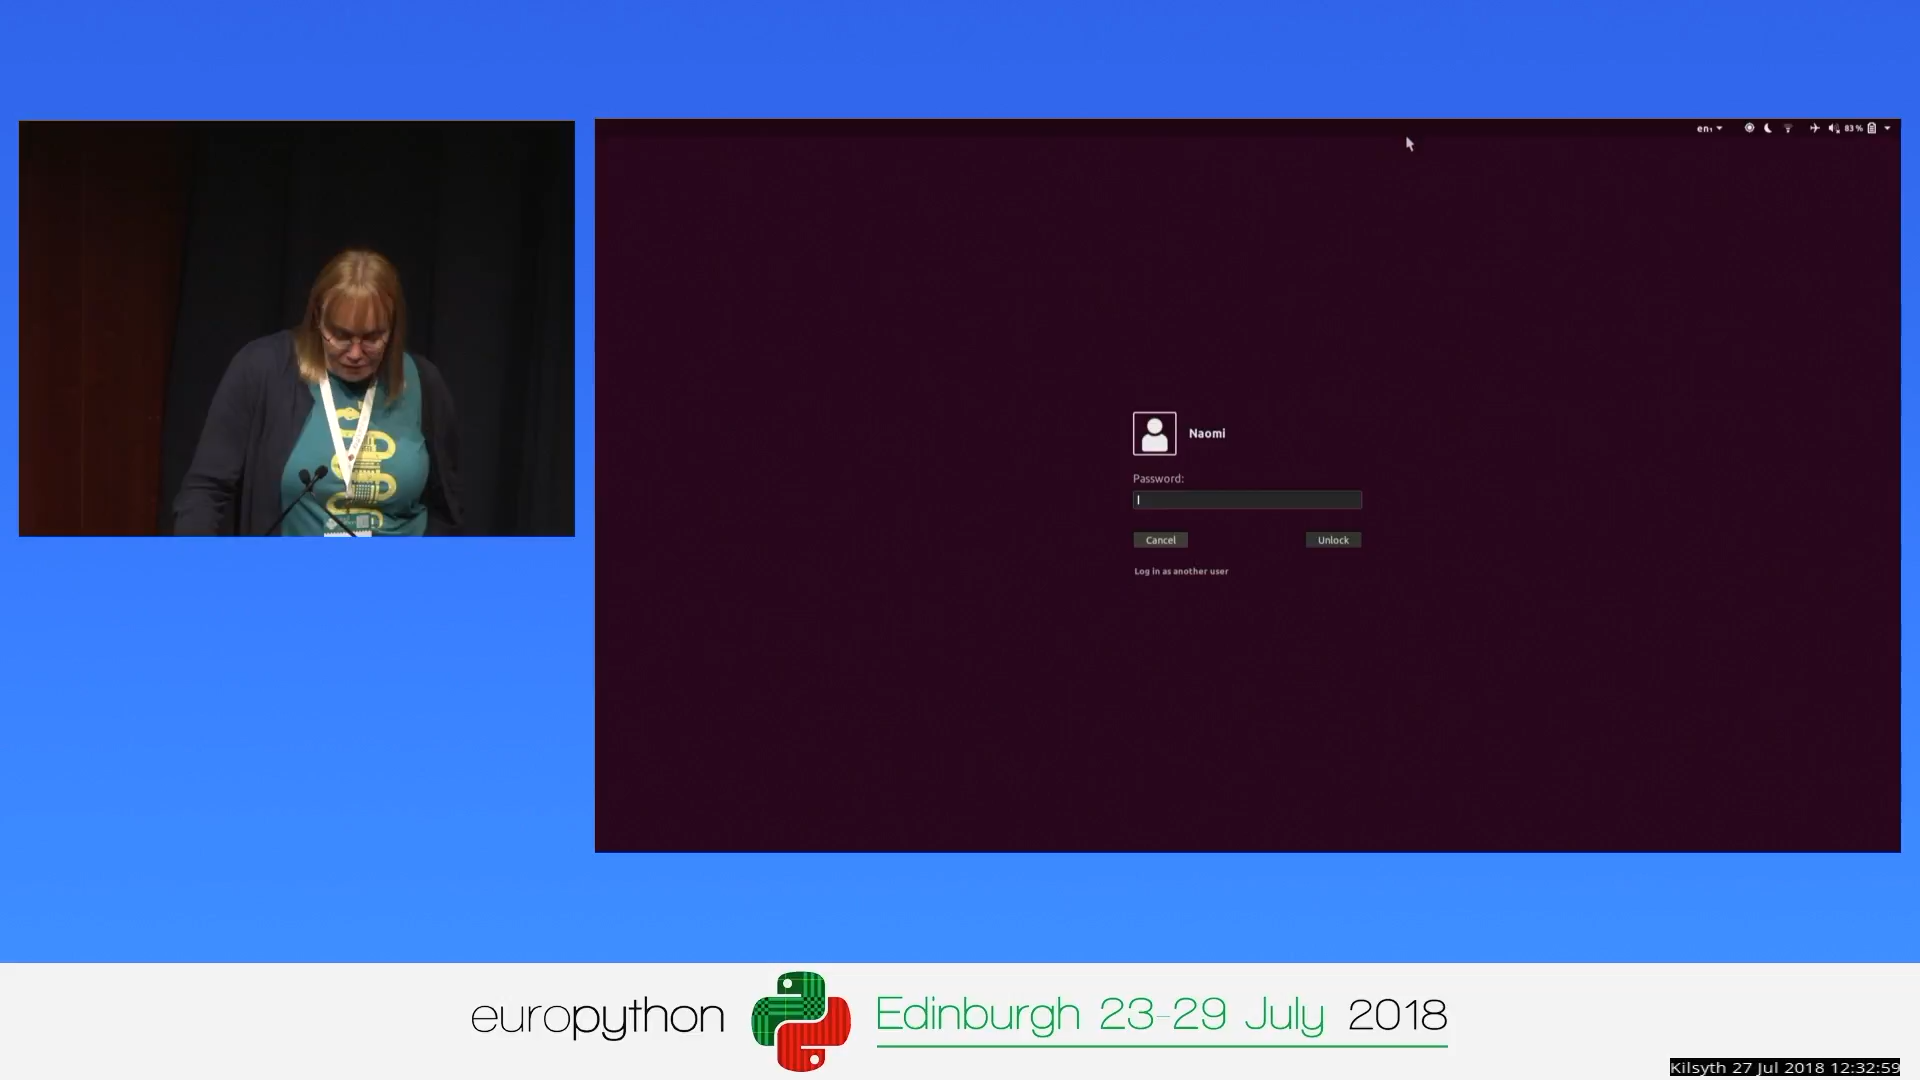 en₁
83%
Naomi
Password:
Cancel
Unlock
Log in as another user
europython
Edinburgh 23-29 July 2018
Kilsyth 27 Jul 2018 12:32:59